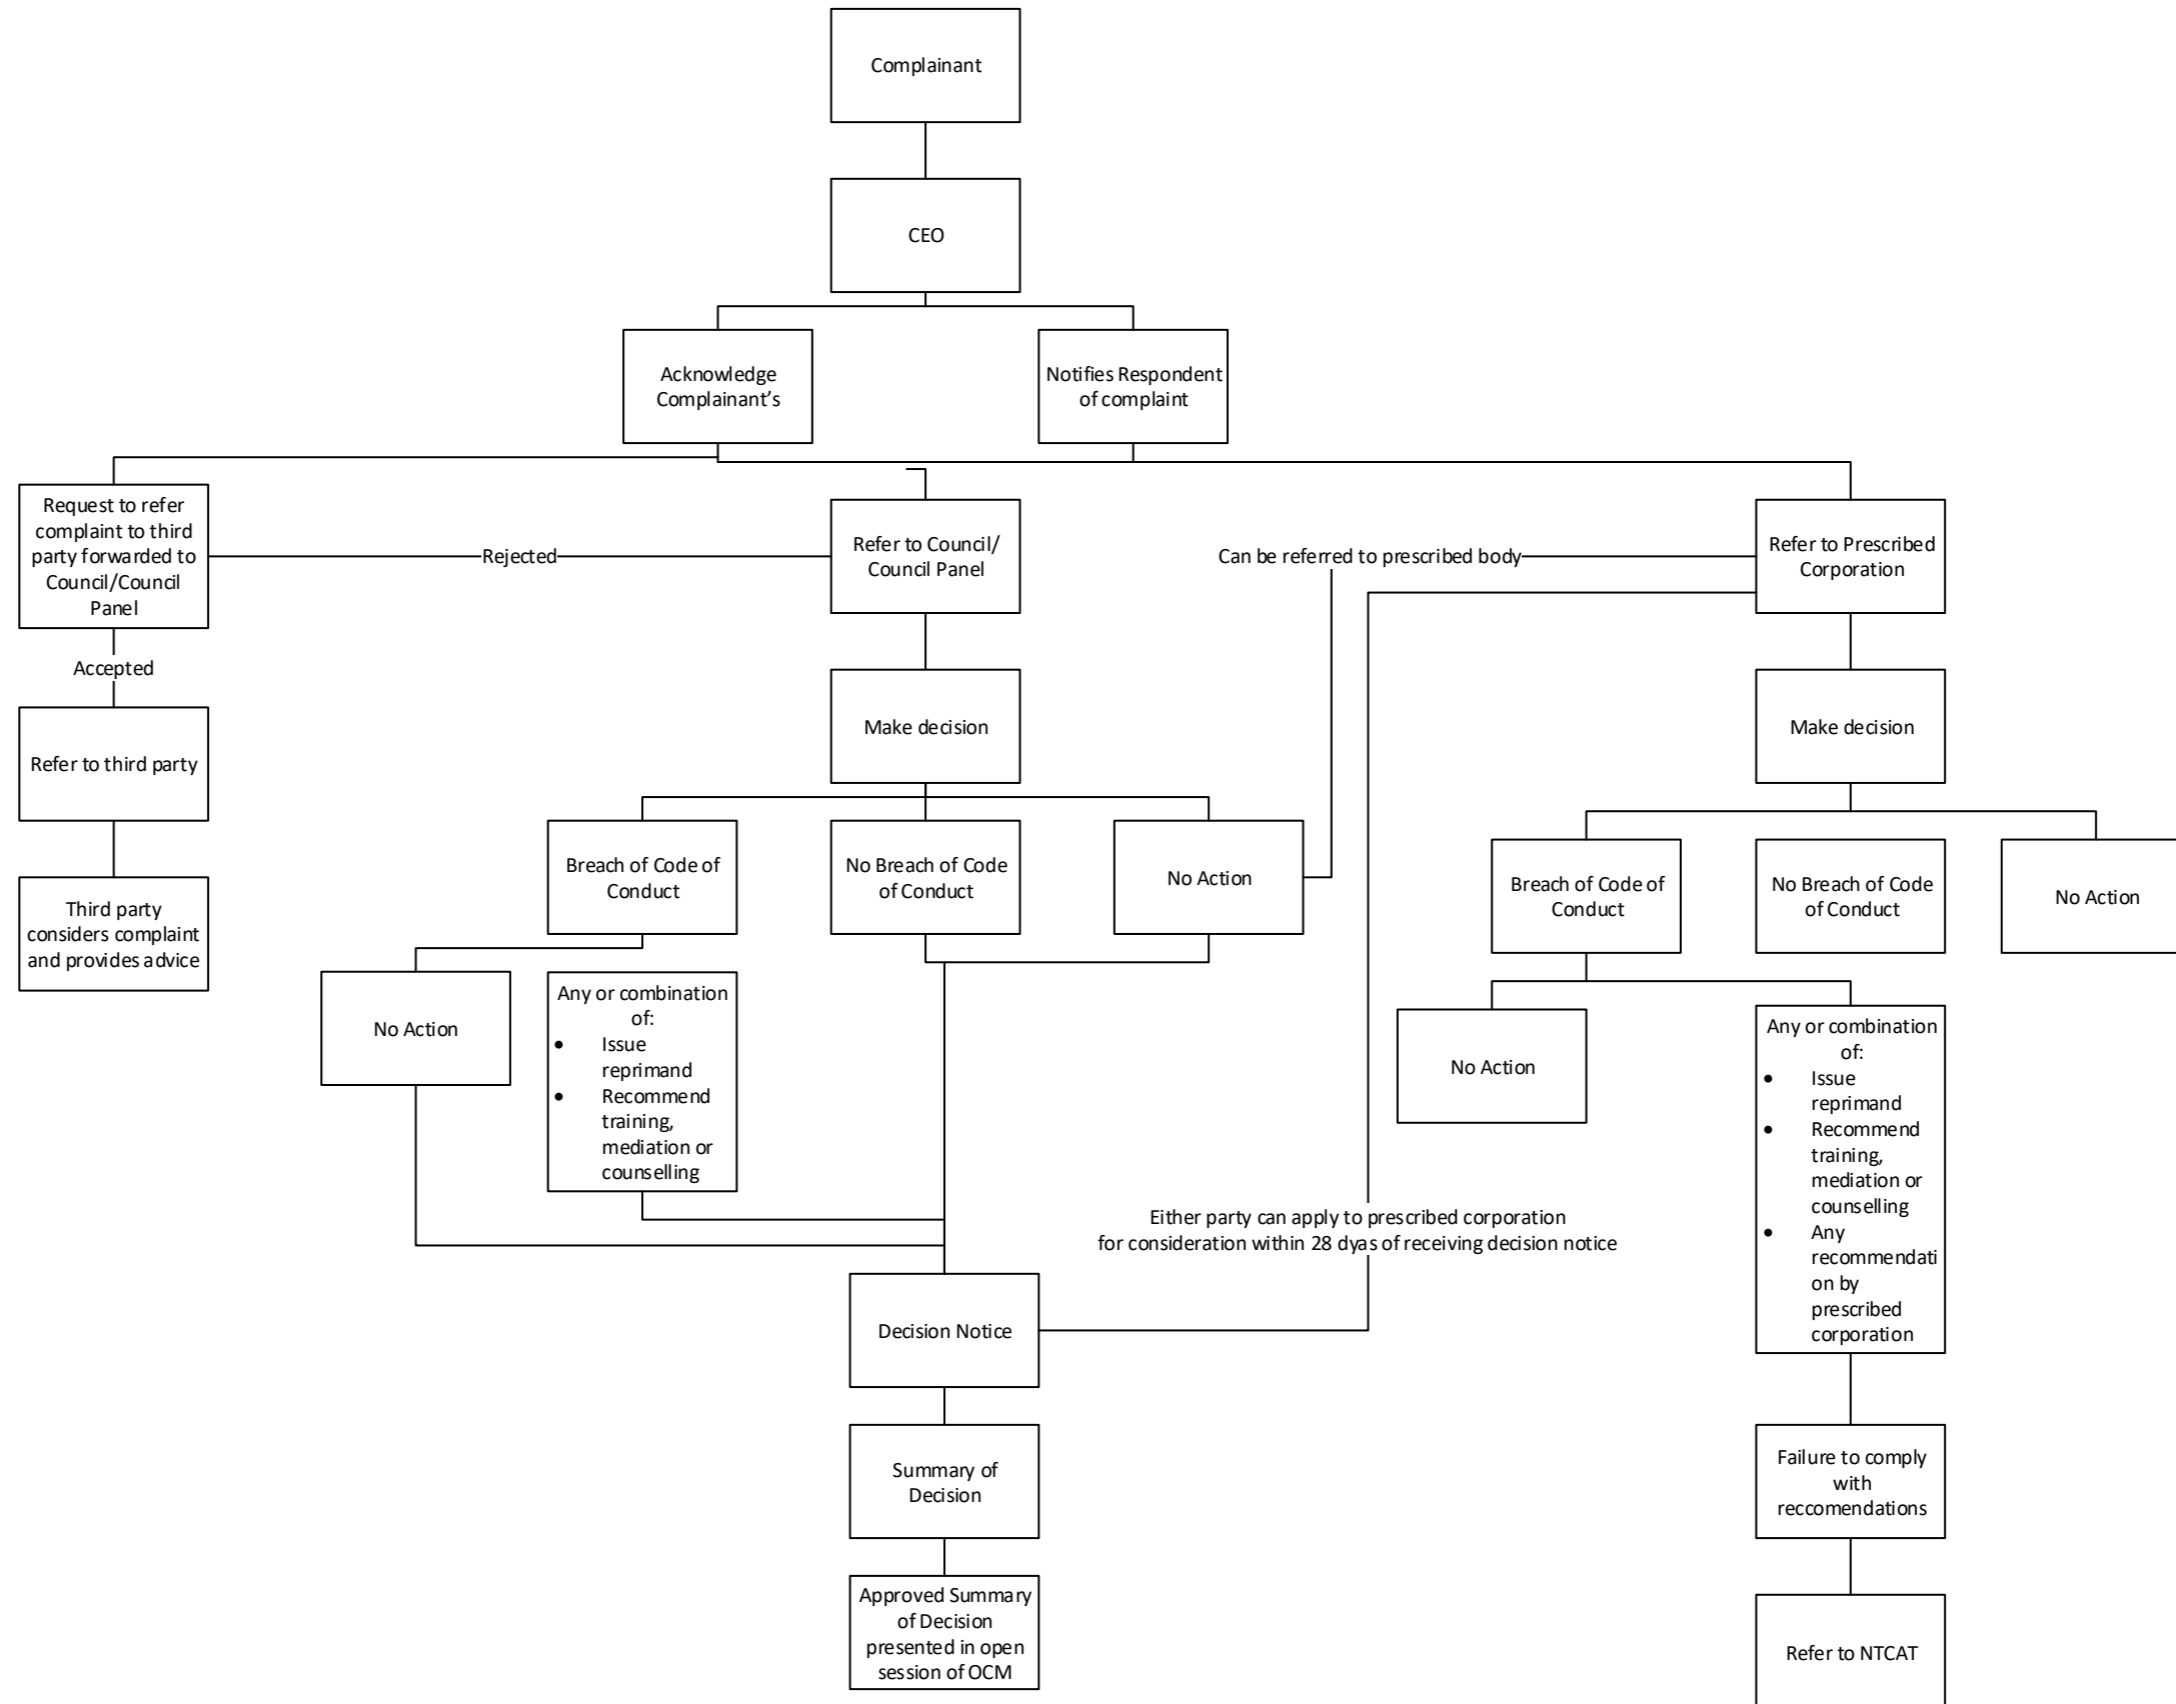 Complainant
CEO
Acknowledge
Complainant’s
Notifies Respondent
of complaint
Request to refer
complaint to third
party forwarded to
Council/Council
Panel
Rejected
Refer to Council/
Council Panel
Can be referred to prescribed body
Refer to Prescribed
Corporation
Accepted
Refer to third party
Make decision
Make decision
Third party
considers complaint
and provides advice
Breach of Code of
Conduct
No Breach of Code
of Conduct
No Action
Breach of Code of
Conduct
No Breach of Code
of Conduct
No Action
No Action
Any or combination
of:
• Issue
reprimand
• Recommend
training,
mediation or
counselling
No Action
Any or combination
of:
• Issue
reprimand
• Recommend
training,
mediation or
counselling
• Any
recommendati
on by
prescribed
corporation
Either party can apply to prescribed corporation
for consideration within 28 dyas of receiving decision notice
Decision Notice
Summary of
Decision
Failure to comply
with
reccomendations
Approved Summary
of Decision
presented in open
session of OCM
Refer to NTCAT